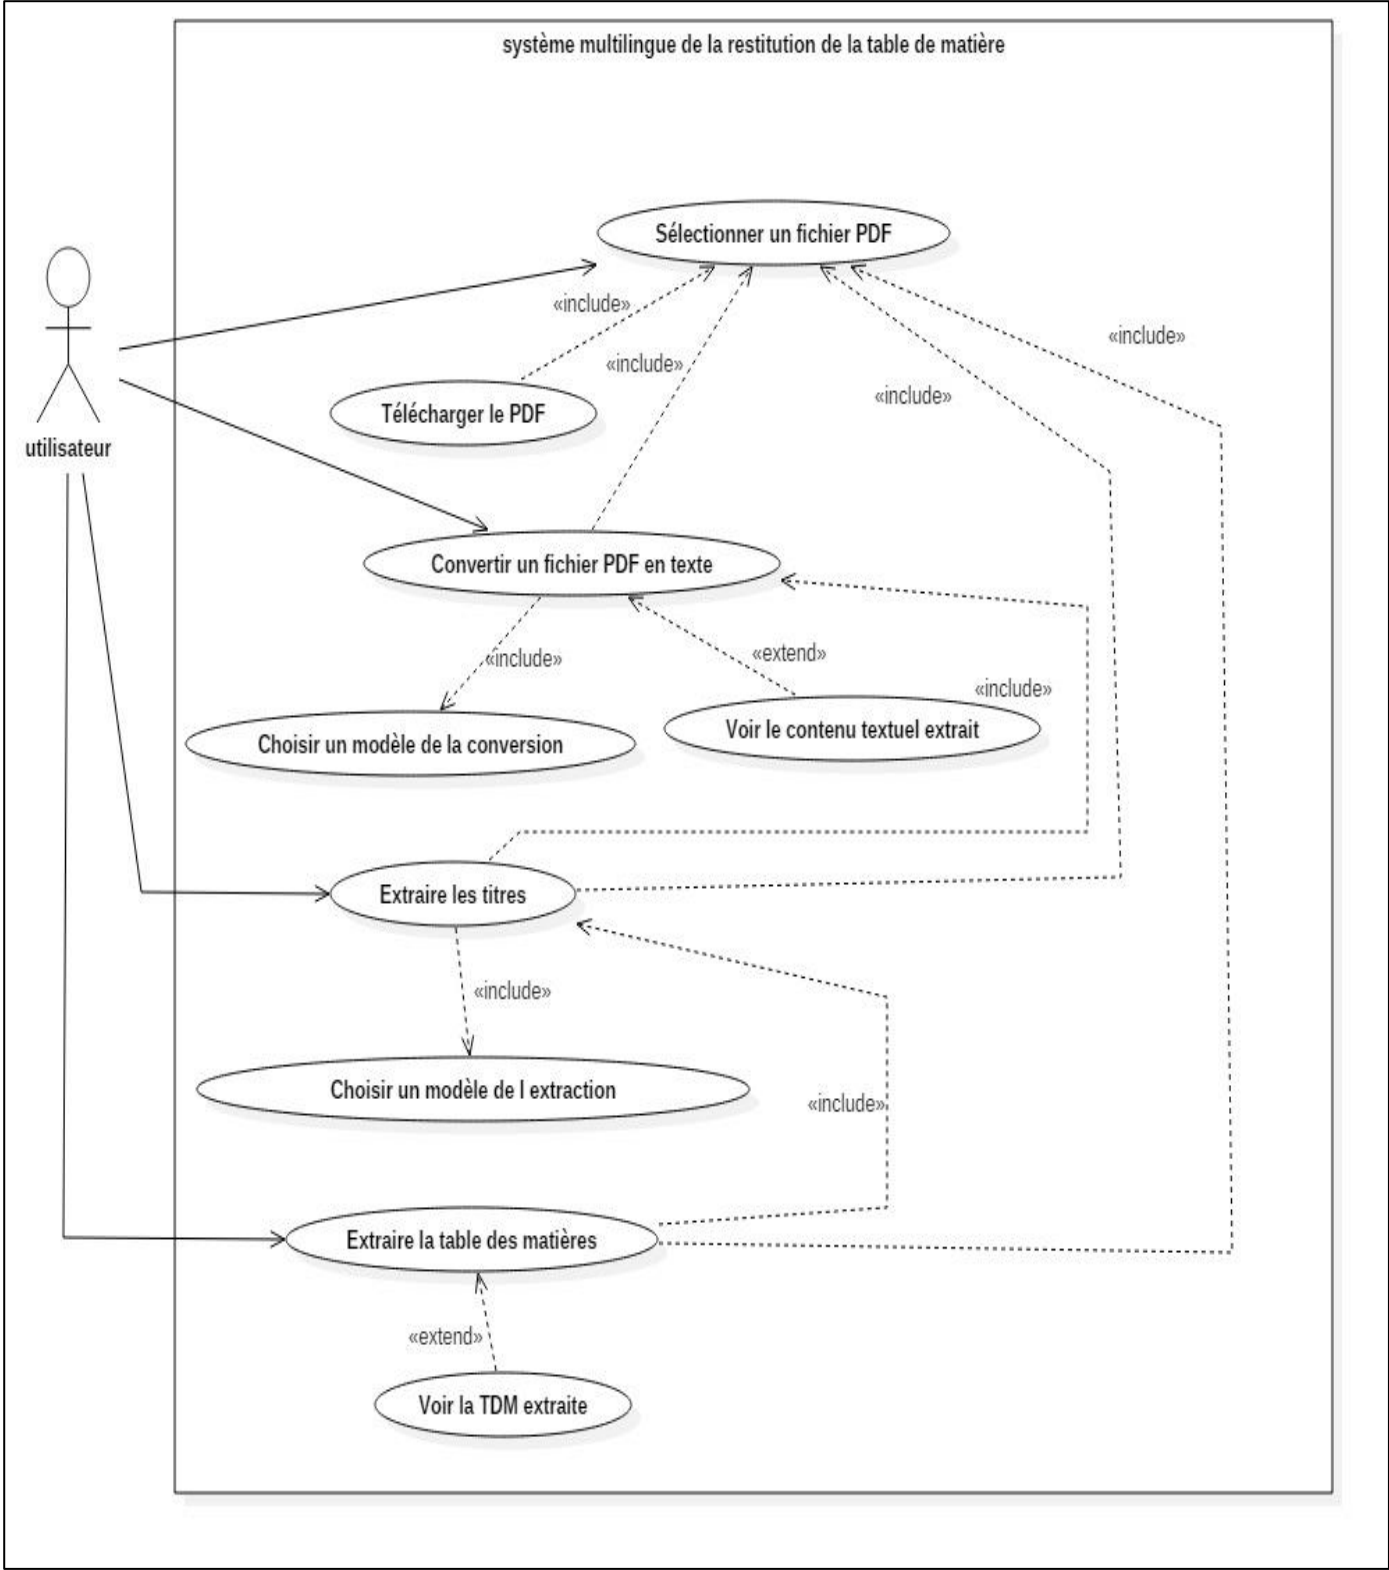 système multilingue de la restitution de la table de matière
Sélectionner un fichier PDF
«include»
«include»
«include»
«include»
Télécharger le PDF
utilisateur
Convertir un fichier PDF en texte
«include»
«extend»
«include»
Choisir un modèle de la conversion
Voir le contenu textuel extrait
Extraire les titres
«include»
Choisir un modèle de l extraction
«include»
Extraire la table des matières
«extend»
Voir la TDM extraite